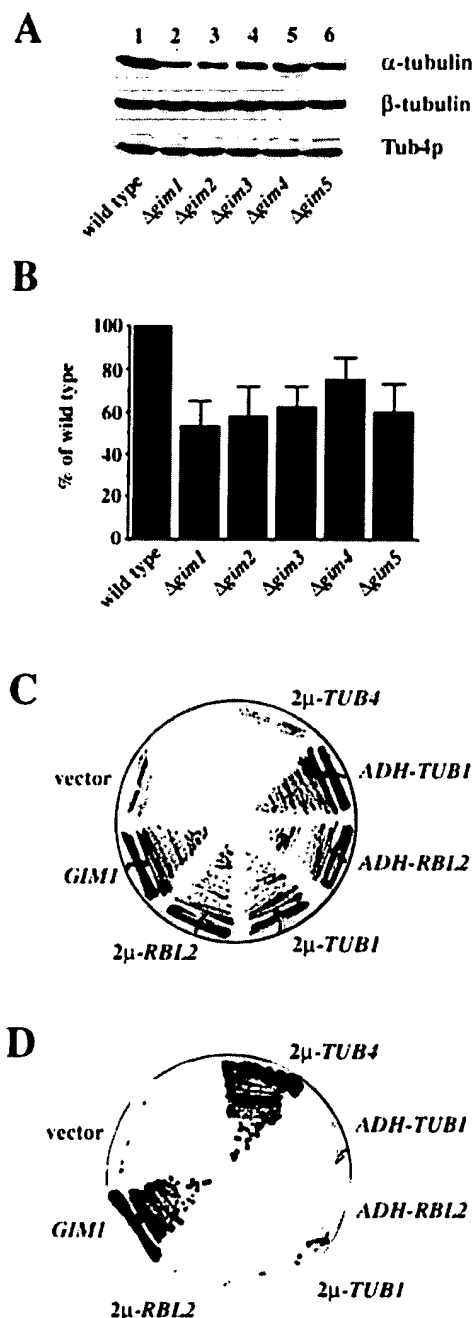 A
1 2 3 4 5 6
α-tubulin
β-tubulin
Tub4p
wild type Δgim1 Δgim2 Δgim3 Δgim4 Δgim5
B
% of wild type
100
80
60
40
20
0
wild type Δgim1 Δgim2 Δgim3 Δgim4 Δgim5
C
2μ-TUB4
vector
ADH-TUB1
GIM1
ADH-RBL2
2μ-RBL2
2μ-TUB1
D
2μ-TUB4
vector
ADH-TUB1
GIM1
ADH-RBL2
2μ-RBL2
2μ-TUB1